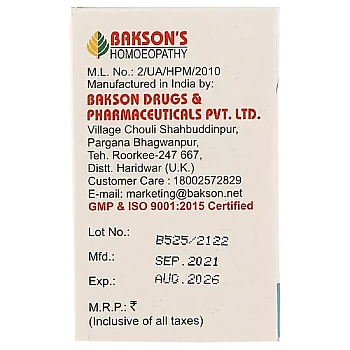 BAKSON'S
HOMOEOPATHY
M.L. No.: 2/UA/HPM/2010
Manufactured in India by:
BAKSON DRUGS &
PHARMACEUTICALS PVT. LTD.
Village Chouli Shahbuddinpur,
Pargana Bhagwanpur,
Teh. Roorkee-247 667,
Distt. Haridwar (U.K.)
Customer Care : 18002572829
E-mail: marketing@bakson.net
GMP & ISO 9001:2015 Certified
Lot No.: B525/2122
Mfd.: SEP. 2021
Exp.: AUG. 2026
M.R.P.: ₹
(Inclusive of all taxes)